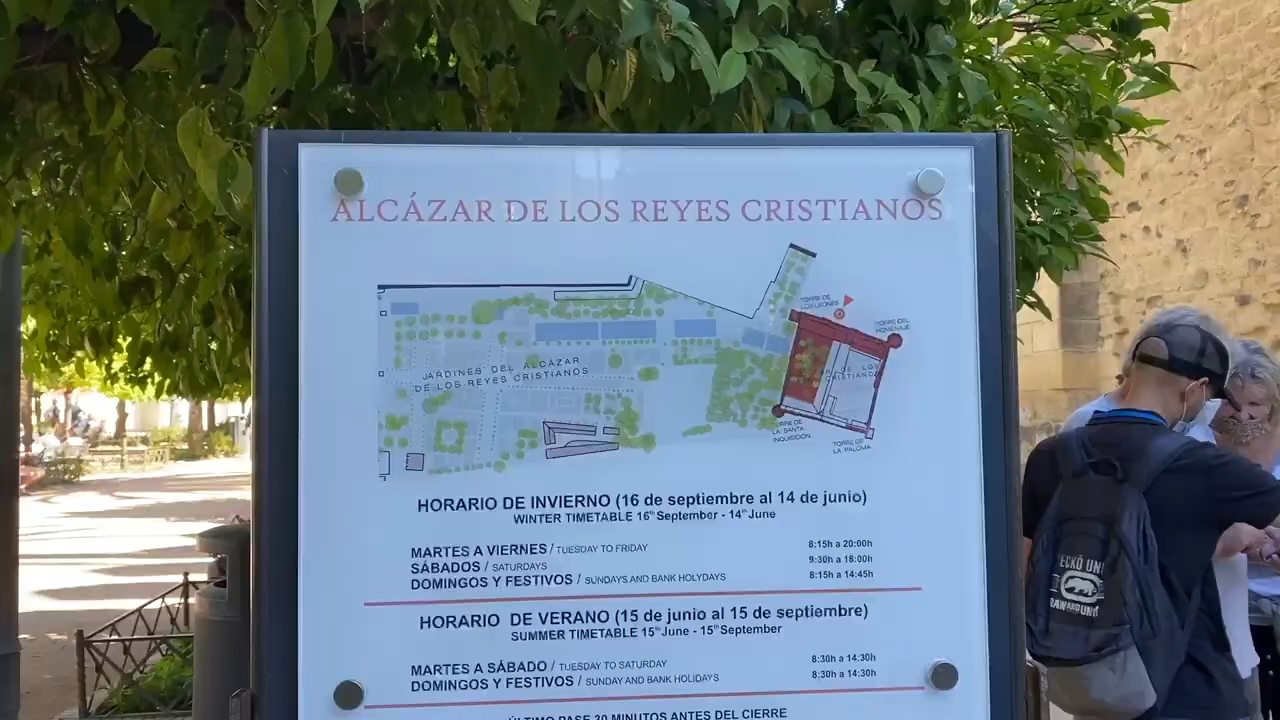 ALCÁZAR DE LOS REYES CRISTIANOS
TORRE DE
LOS LEONES
TORRE DEL
HOMENAJE
JARDINES DEL ALCÁZAR
DE LOS REYES CRISTIANOS
DE LOS
CRISTIANOS
TORRE DE
LA SANTA
INQUISICIÓN
TORRE DE
LA PALOMA
HORARIO DE INVIERNO (16 de septiembre al 14 de junio)
WINTER TIMETABLE 16th September - 14th June
MARTES A VIERNES / TUESDAY TO FRIDAY 8:15h a 20:00h
SÁBADOS / SATURDAYS 9:30h a 18:00h
DOMINGOS Y FESTIVOS / SUNDAYS AND BANK HOLYDAYS 8:15h a 14:45h
HORARIO DE VERANO (15 de junio al 15 de septiembre)
SUMMER TIMETABLE 15th June - 15th September
MARTES A SÁBADO / TUESDAY TO SATURDAY 8:30h a 14:30h
DOMINGOS Y FESTIVOS / SUNDAY AND BANK HOLIDAYS 8:30h a 14:30h
ÚLTIMO PASE 30 MINUTOS ANTES DEL CIERRE
ECKÕ UN